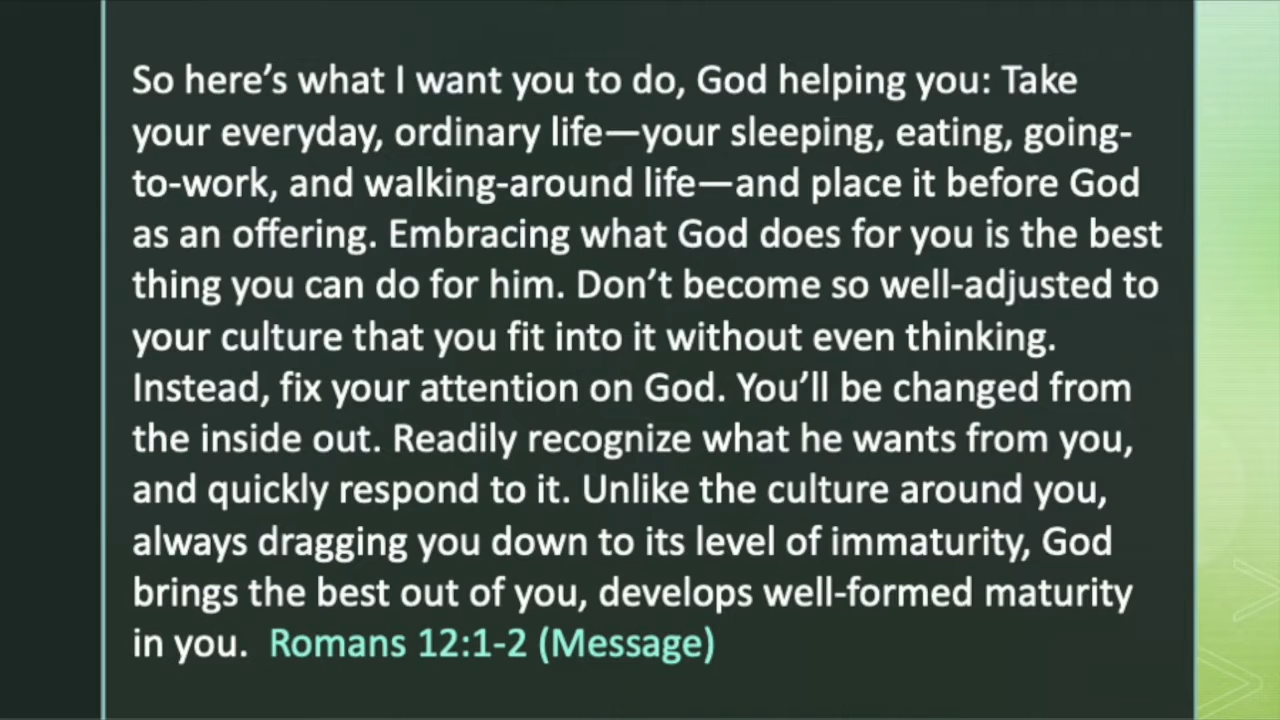 So here’s what I want you to do, God helping you: Take
your everyday, ordinary life—your sleeping, eating, going-
to-work, and walking-around life—and place it before God
as an offering. Embracing what God does for you is the best
thing you can do for him. Don’t become so well-adjusted to
your culture that you fit into it without even thinking.
Instead, fix your attention on God. You’ll be changed from
the inside out. Readily recognize what he wants from you,
and quickly respond to it. Unlike the culture around you,
always dragging you down to its level of immaturity, God
brings the best out of you, develops well-formed maturity
in you.  Romans 12:1-2 (Message)